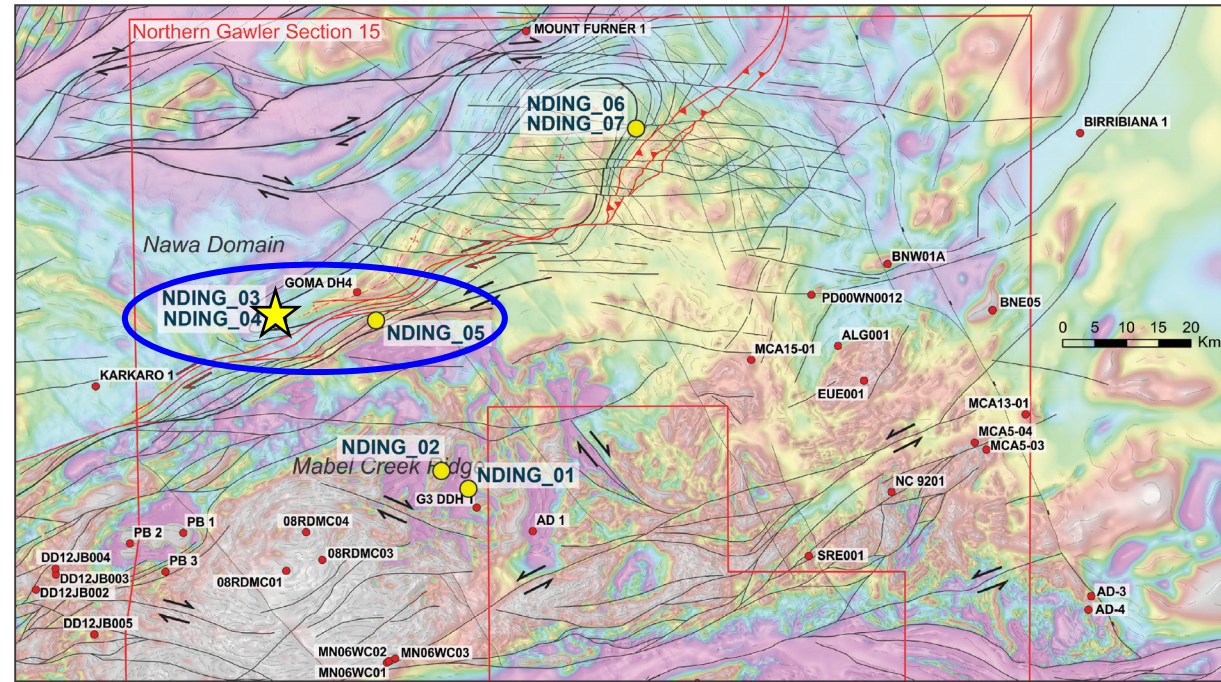 Northern Gawler Section 15
MOUNT FURNER 1
NDING_06
NDING_07
BIRRIBIANA 1
Nawa Domain
BNW01A
GOMA DH4
NDING_03
NDING_04
PD00WN0012
BNE05
NDING_05
0 5 10 15 20
Km
ALG001
MCA15-01
KARKARO 1
EUE001
MCA13-01
MCA5-04
MCA5-03
NDING_02
Mabel Creek Ridge
NDING_01
G3 DDH 1
NC 9201
PB 1
08RDMC04
AD 1
PB 2
DD12JB004
PB 3
08RDMC03
SRE001
DD12JB003
08RDMC01
DD12JB002
AD-3
AD-4
DD12JB005
MN06WC02
MN06WC03
MN06WC01